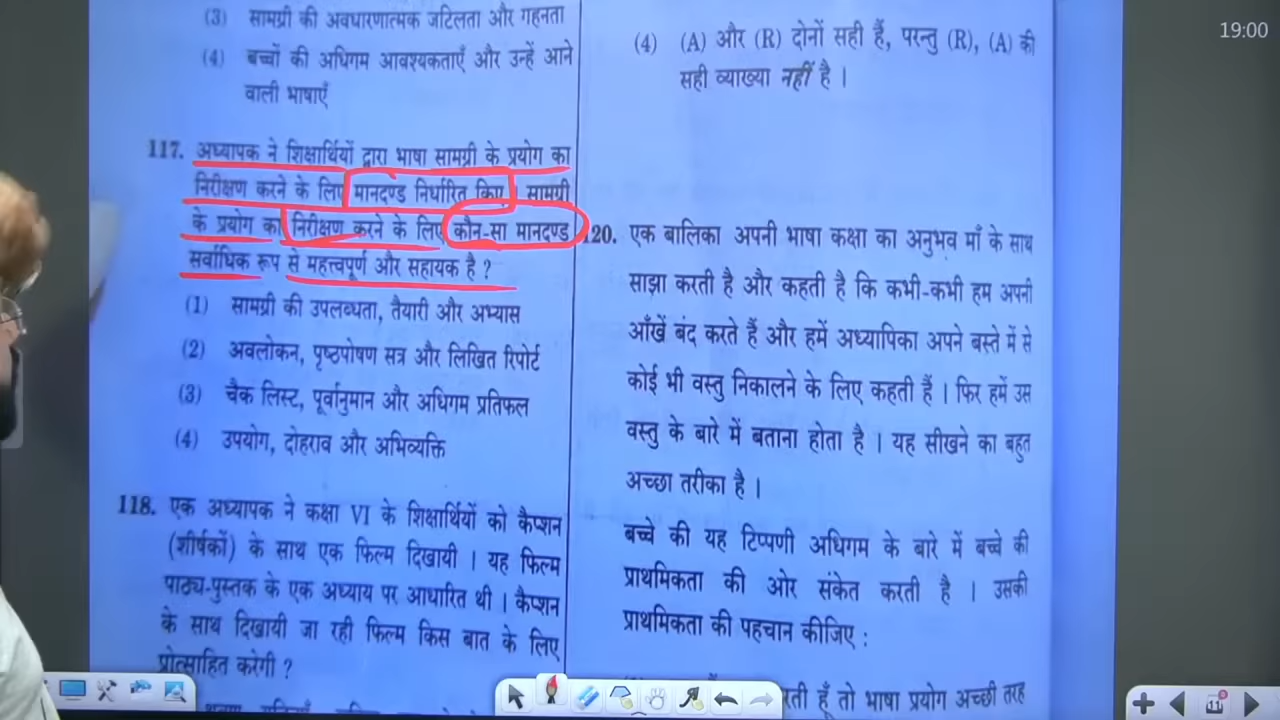 19:00
(3) सामग्री की अवधारणात्मक जटिलता और गहनता
(4) बच्चों की अधिगम आवश्यकताएँ और उन्हें आने
वाली भाषाएँ
117. अध्यापक ने शिक्षार्थियों द्वारा भाषा सामग्री के प्रयोग का
निरीक्षण करने के लिए मानदण्ड निर्धारित किए । सामग्री
के प्रयोग का निरीक्षण करने के लिए कौन-सा मानदण्ड
सर्वाधिक रूप से महत्त्वपूर्ण और सहायक है ?
(1) सामग्री की उपलब्धता, तैयारी और अभ्यास
(2) अवलोकन, पृष्ठपोषण सत्र और लिखित रिपोर्ट
(3) चैक लिस्ट, पूर्वानुमान और अधिगम प्रतिफल
(4) उपयोग, दोहराव और अभिव्यक्ति
118. एक अध्यापक ने कक्षा VI के शिक्षार्थियों को कैप्शन
(शीर्षकों) के साथ एक फिल्म दिखायी । यह फिल्म
पाठ्य-पुस्तक के एक अध्याय पर आधारित थी । कैप्शन
के साथ दिखायी जा रही फिल्म किस बात के लिए
प्रोत्साहित करेगी ?
(4) (A) और (R) दोनों सही हैं, परन्तु (R), (A) की
सही व्याख्या नहीं है ।
120. एक बालिका अपनी भाषा कक्षा का अनुभव माँ के साथ
साझा करती है और कहती है कि कभी-कभी हम अपनी
आँखें बंद करते हैं और हमें अध्यापिका अपने बस्ते में से
कोई भी वस्तु निकालने के लिए कहती हैं । फिर हमें उस
वस्तु के बारे में बताना होता है । यह सीखने का बहुत
अच्छा तरीका है ।
बच्चे की यह टिप्पणी अधिगम के बारे में बच्चे की
प्राथमिकता की ओर संकेत करती है । उसकी
प्राथमिकता की पहचान कीजिए :
हूँ तो भाषा प्रयोग अच्छी तरह